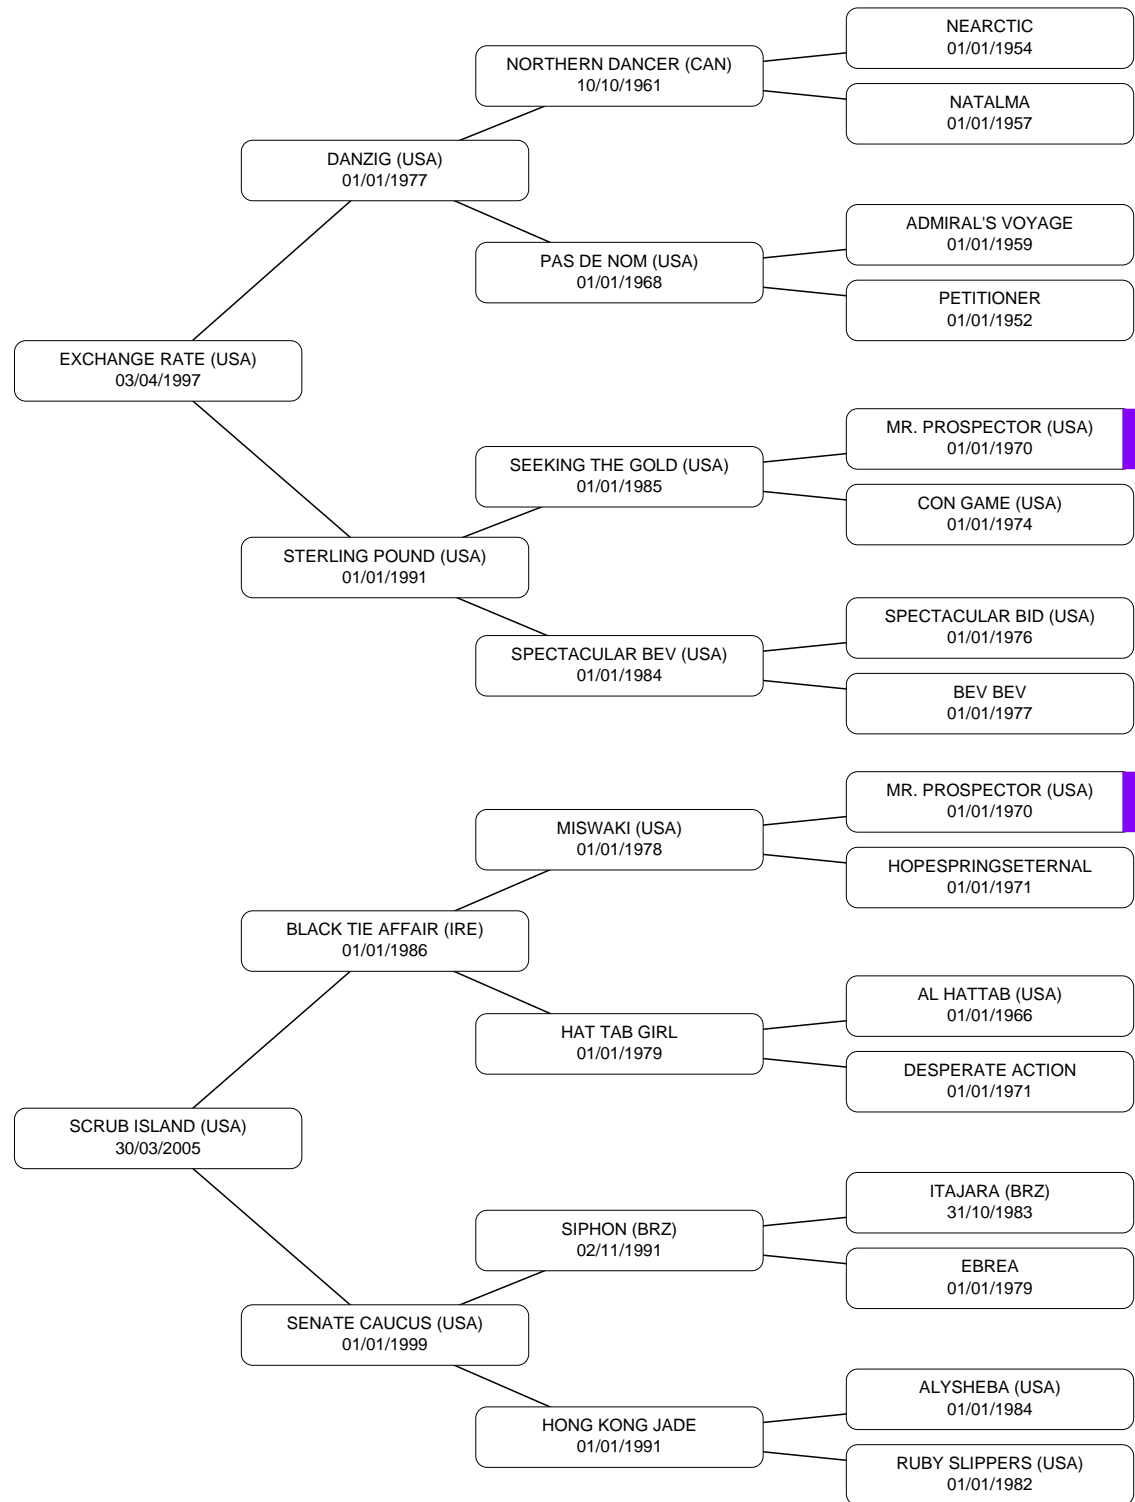 NEARCTIC
01/01/1954
NORTHERN DANCER (CAN)
10/10/1961
NATALMA
01/01/1957
DANZIG (USA)
01/01/1977
ADMIRAL'S VOYAGE
01/01/1959
PAS DE NOM (USA)
01/01/1968
PETITIONER
01/01/1952
EXCHANGE RATE (USA)
03/04/1997
MR. PROSPECTOR (USA)
01/01/1970
SEEKING THE GOLD (USA)
01/01/1985
CON GAME (USA)
01/01/1974
STERLING POUND (USA)
01/01/1991
SPECTACULAR BID (USA)
01/01/1976
SPECTACULAR BEV (USA)
01/01/1984
BEV BEV
01/01/1977
MR. PROSPECTOR (USA)
01/01/1970
MISWAKI (USA)
01/01/1978
HOPESPRINGSETERNAL
01/01/1971
BLACK TIE AFFAIR (IRE)
01/01/1986
AL HATTAB (USA)
01/01/1966
HAT TAB GIRL
01/01/1979
DESPERATE ACTION
01/01/1971
SCRUB ISLAND (USA)
30/03/2005
ITAJARA (BRZ)
31/10/1983
SIPHON (BRZ)
02/11/1991
EBREA
01/01/1979
SENATE CAUCUS (USA)
01/01/1999
ALYSHEBA (USA)
01/01/1984
HONG KONG JADE
01/01/1991
RUBY SLIPPERS (USA)
01/01/1982